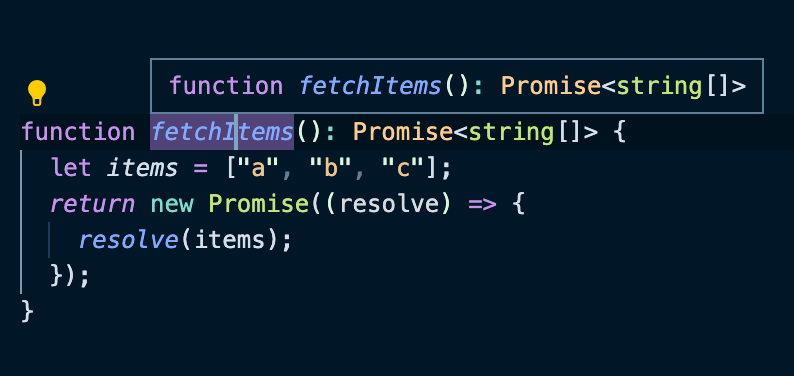 function fetchItems(): Promise<string[]>
function fetchItems(): Promise<string[]> {
  let items = ["a", "b", "c"];
  return new Promise((resolve) => {
    resolve(items);
  });
}